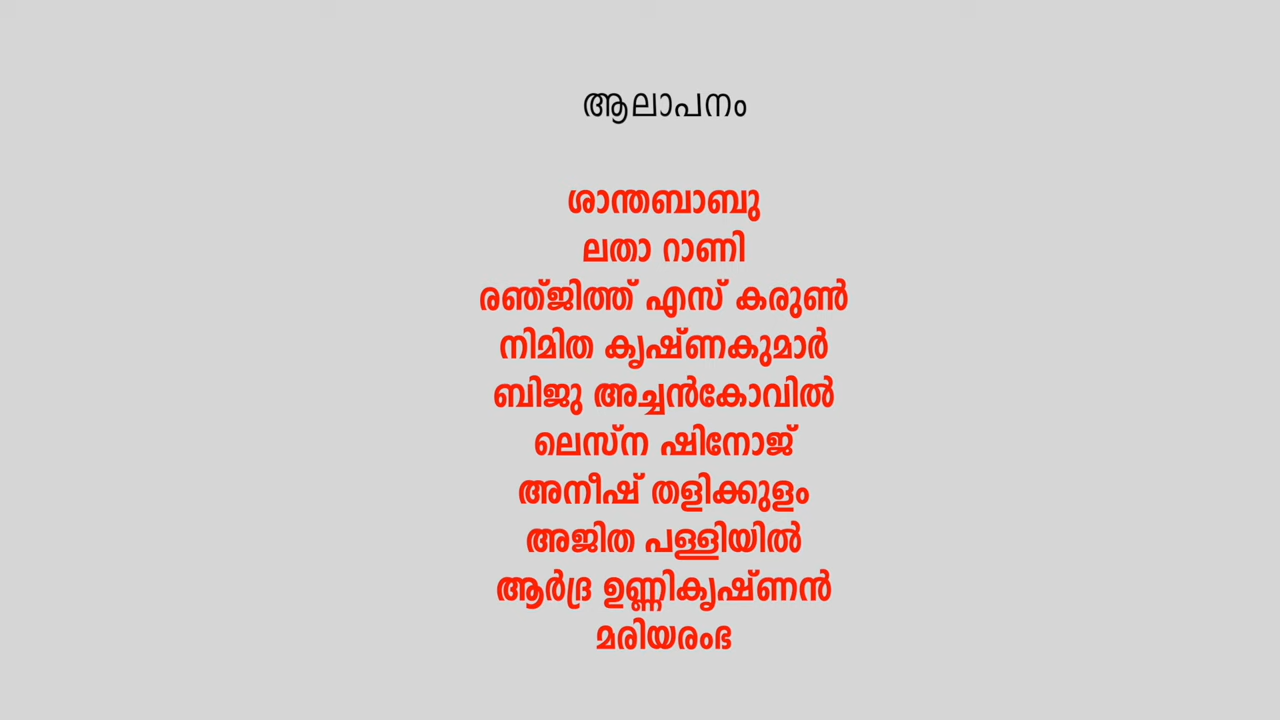 ആലാപനം
ശാന്തബാബു
ലതാ റാണി
രഞ്ജിത്ത് എസ് കരുൺ
നിമിത കൃഷ്ണകുമാർ
ബിജു അച്ചൻകോവിൽ
ലെസ്ന ഷിനോജ്
അനീഷ് തളിക്കുളം
അജിത പള്ളിയിൽ
ആർദ്ര ഉണ്ണികൃഷ്ണൻ
മരിയരംഭ